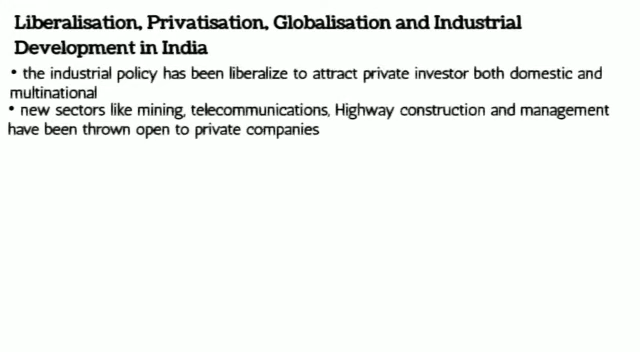 Liberalisation, Privatisation, Globalisation and Industrial
Development in India
• the industrial policy has been liberalize to attract private investor both domestic and
multinational
• new sectors like mining, telecommunications, Highway construction and management
have been thrown open to private companies